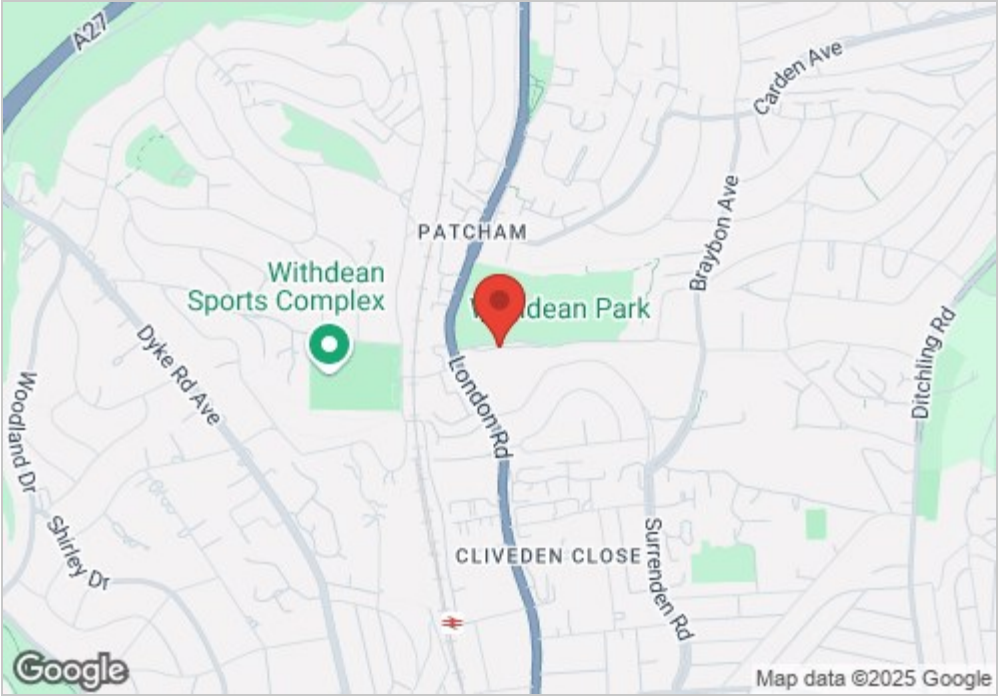 A27
Carden Ave
PATCHAM
Braybon Ave
Withdean
Sports Complex
Withdean Park
Dyke Rd Ave
London Rd
Ditchling Rd
Woodland Dr
Shirley Dr
CLIVEDEN CLOSE
Surrenden Rd
Google
Map data ©2025 Google